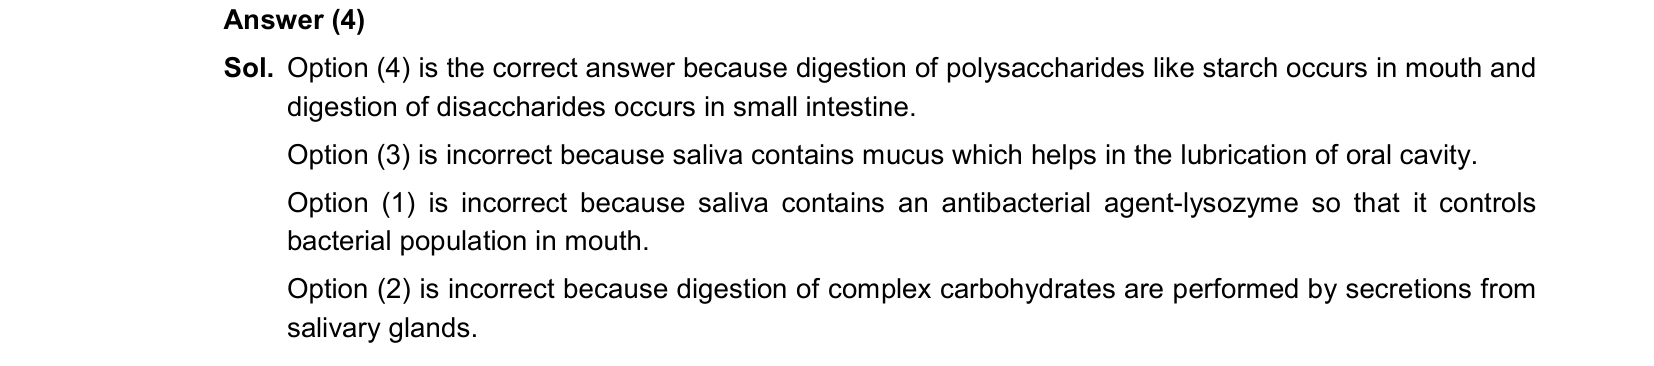 Answer (4)
Sol. Option (4) is the correct answer because digestion of polysaccharides like starch occurs in mouth and
digestion of disaccharides occurs in small intestine.
Option (3) is incorrect because saliva contains mucus which helps in the lubrication of oral cavity.
Option (1) is incorrect because saliva contains an antibacterial agent-lysozyme so that it controls
bacterial population in mouth.
Option (2) is incorrect because digestion of complex carbohydrates are performed by secretions from
salivary glands.